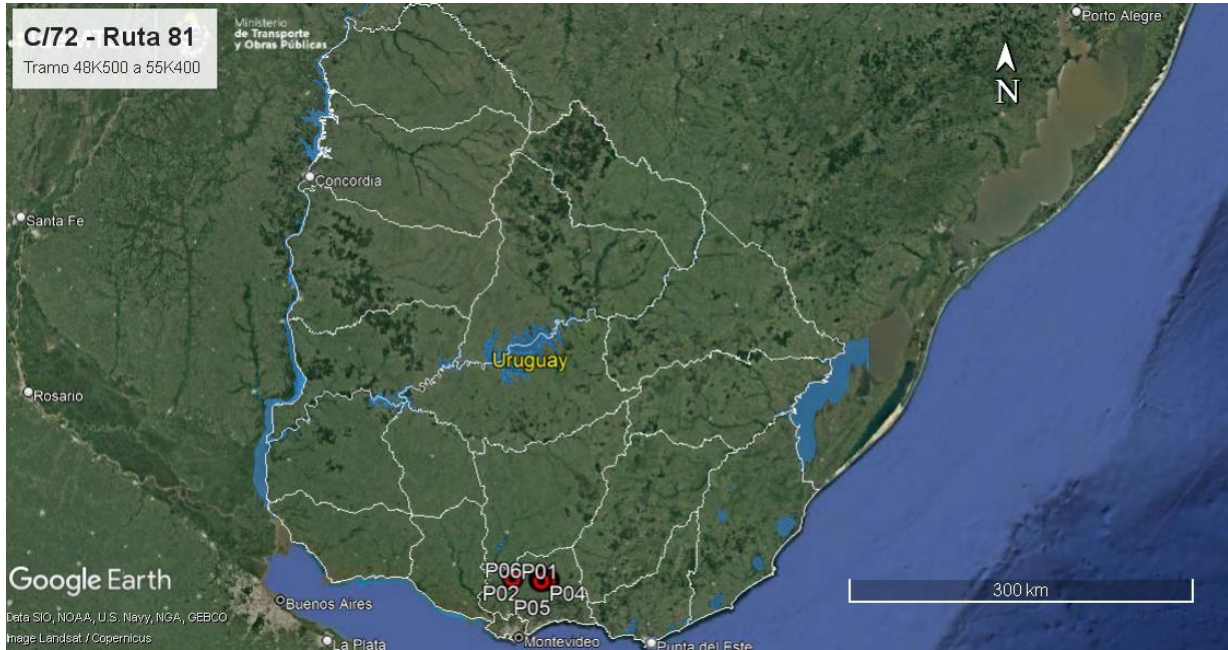 C/72 - Ruta 81
Tramo 48K500 a 55K400
Ministerio
de Transporte
y Obras Públicas
Porto Alegre
N
Concordia
Santa Fe
Uruguay
Rosario
P06 P01
P02 P04
P05
Google Earth
300 km
Buenos Aires
Data SIO, NOAA, U.S. Navy, NGA, GEBCO
Image Landsat / Copernicus
La Plata
Montevideo
Punta del Este